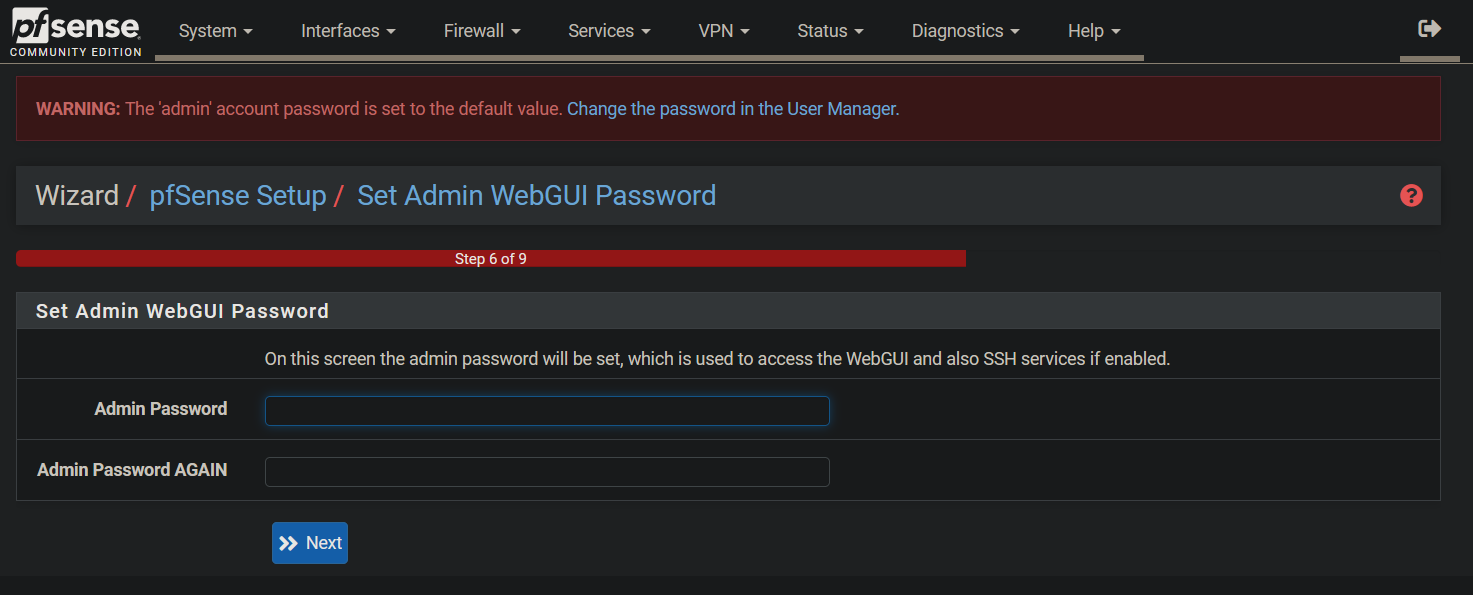 pfsense
COMMUNITY EDITION
System Interfaces Firewall Services VPN Status Diagnostics Help
WARNING: The 'admin' account password is set to the default value. Change the password in the User Manager.
Wizard / pfSense Setup / Set Admin WebGUI Password
Step 6 of 9
Set Admin WebGUI Password
On this screen the admin password will be set, which is used to access the WebGUI and also SSH services if enabled.
Admin Password
Admin Password AGAIN
Next